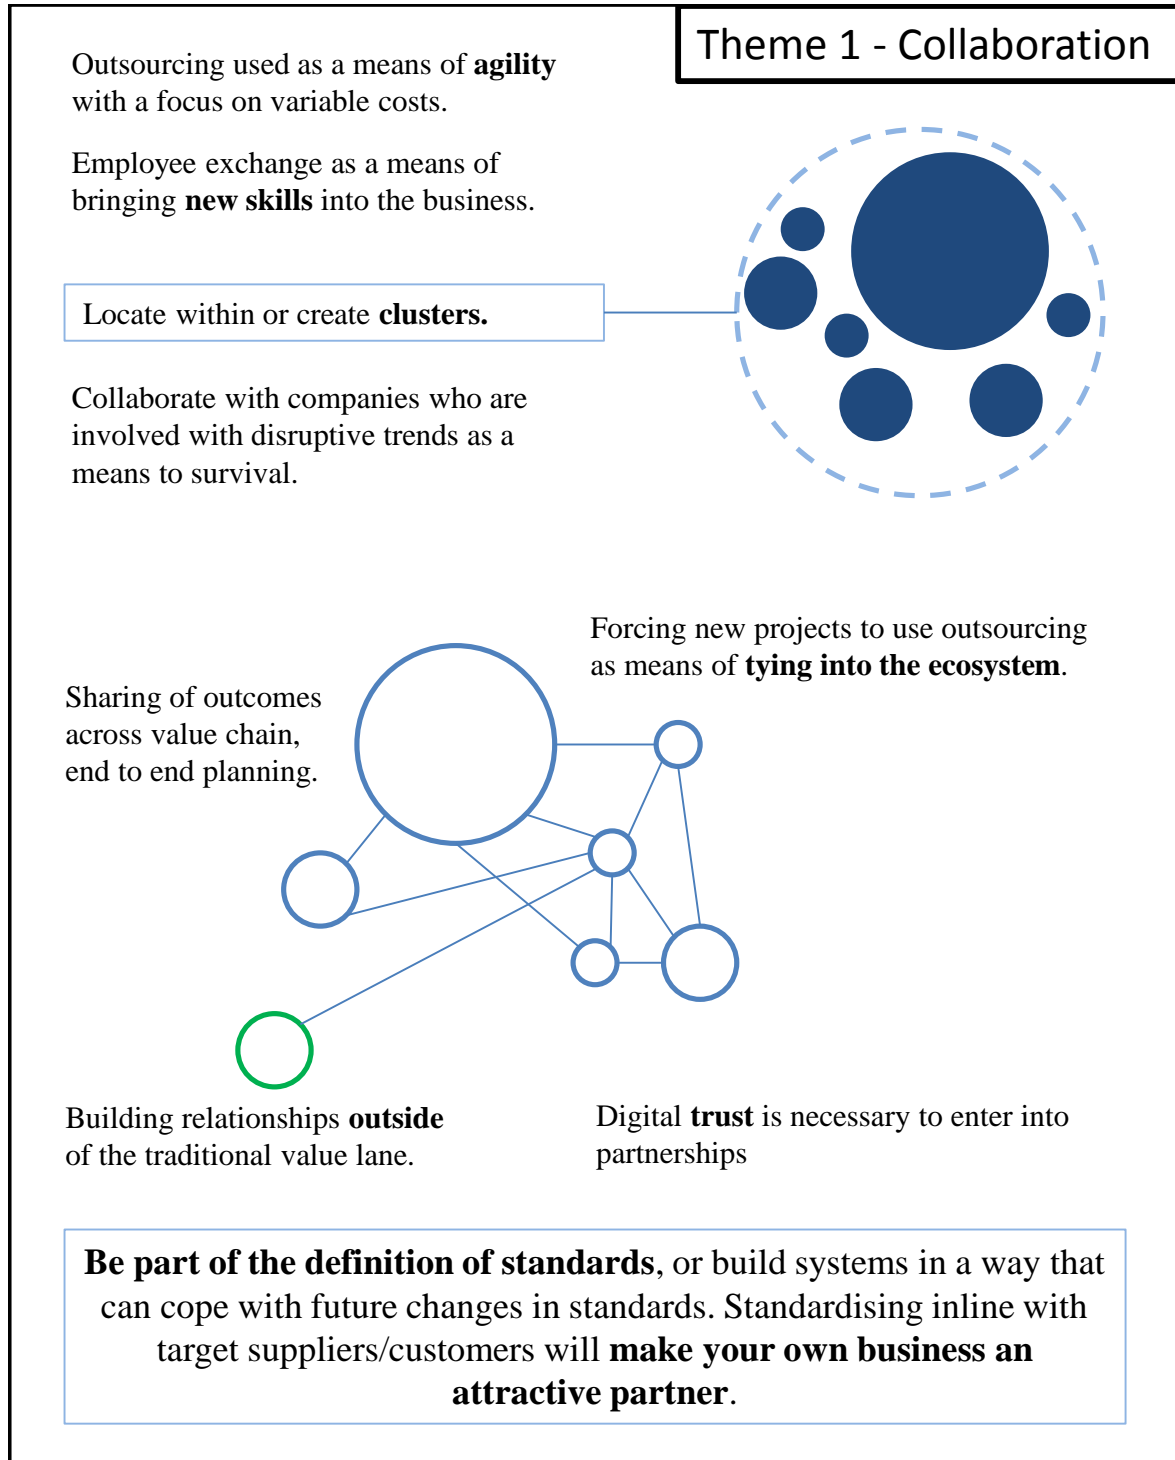 Theme 1 - Collaboration
Outsourcing used as a means of agility
with a focus on variable costs.
Employee exchange as a means of
bringing new skills into the business.
Locate within or create clusters.
Collaborate with companies who are
involved with disruptive trends as a
means to survival.
Forcing new projects to use outsourcing
as means of tying into the ecosystem.
Sharing of outcomes
across value chain,
end to end planning.
Building relationships outside
of the traditional value lane.
Digital trust is necessary to enter into
partnerships
Be part of the definition of standards, or build systems in a way that
can cope with future changes in standards. Standardising inline with
target suppliers/customers will make your own business an
attractive partner.